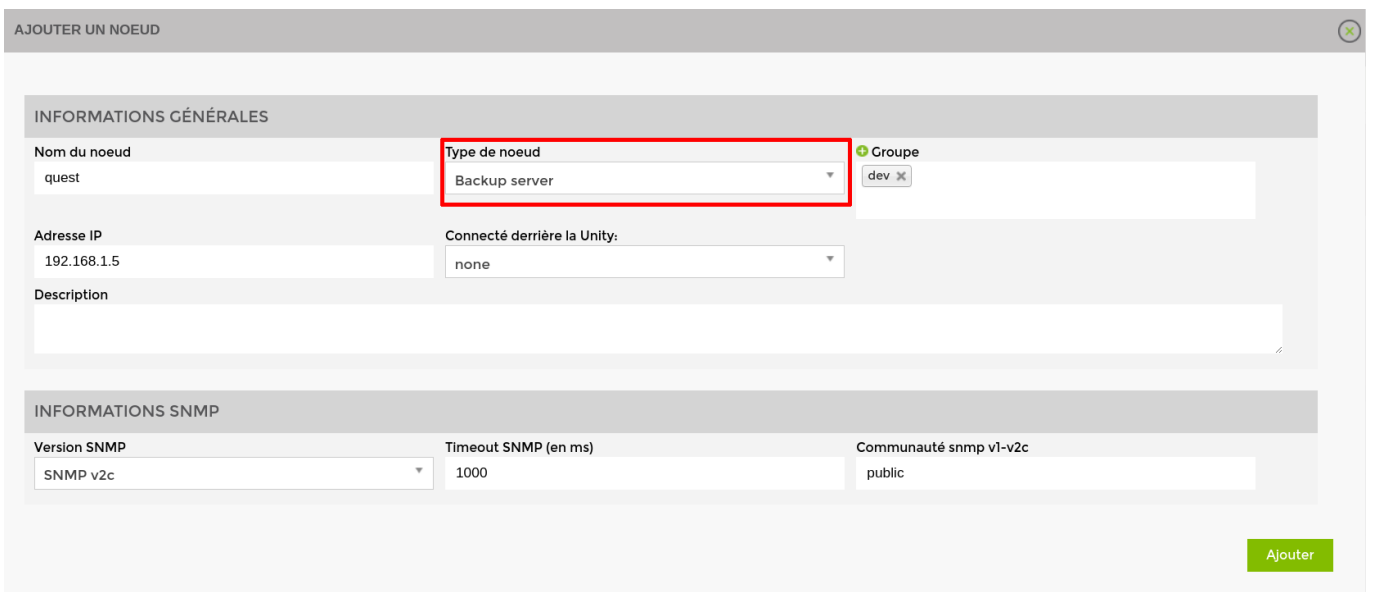 AJOUTER UN NOEUD
INFORMATIONS GÉNÉRALES
Nom du noeud
quest
Type de noeud
Backup server
Groupe
dev
Adresse IP
192.168.1.5
Connecté derrière la Unity:
none
Description
INFORMATIONS SNMP
Version SNMP
SNMP v2c
Timeout SNMP (en ms)
1000
Communauté snmp v1-v2c
public
Ajouter